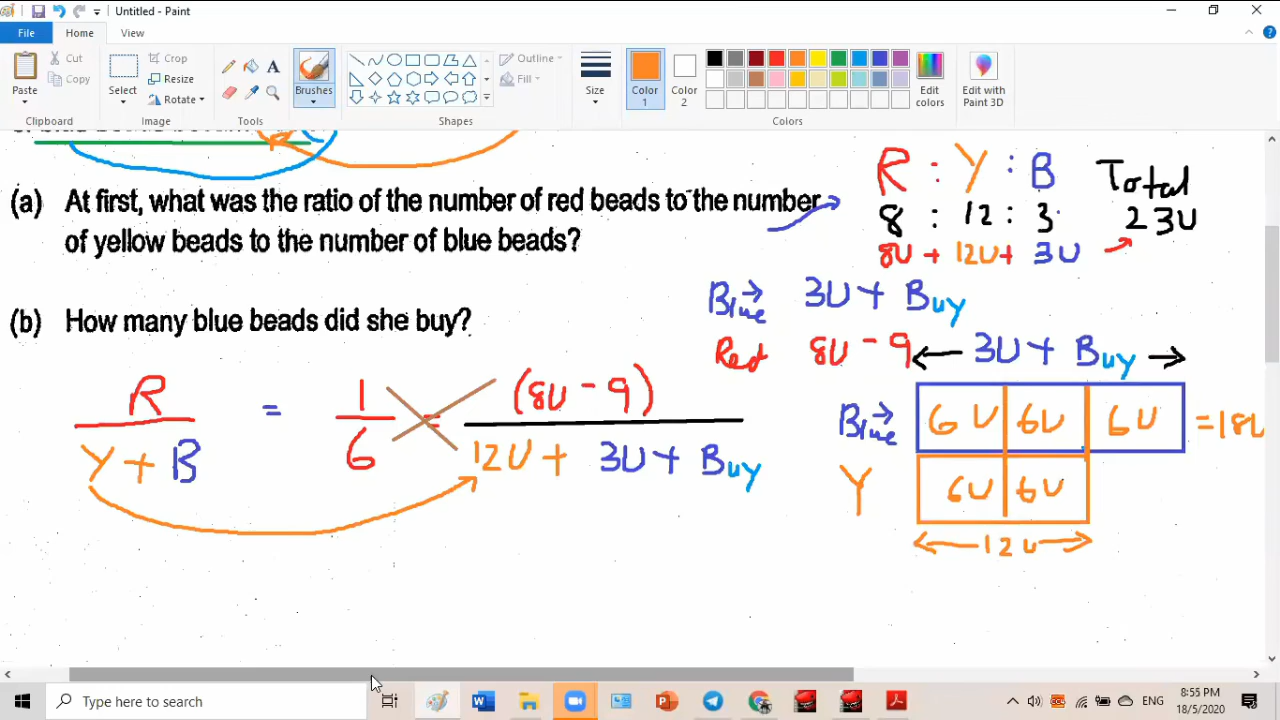 Untitled - Paint
File
Home
View
Paste
Cut
Copy
Clipboard
Select
Crop
Resize
Rotate
Image
Tools
Brushes
Shapes
Outline
Fill
Size
Color 1
Color 2
Colors
Edit colors
Edit with Paint 3D
(a) At first, what was the ratio of the number of red beads to the number
of yellow beads to the number of blue beads?
(b) How many blue beads did she buy?
R : Y : B Total
8 : 12 : 3 23U
8U + 12U + 3U
Blue → 3U + Buy
Red 8U - 9
← 3U + Buy →
Blue → 6U 6U 6U = 18U
Y 6U 6U
← 12U →
R = 1 = (8U - 9)
Y + B 6 12U + 3U + Buy
Type here to search
ENG
8:55 PM
18/5/2020